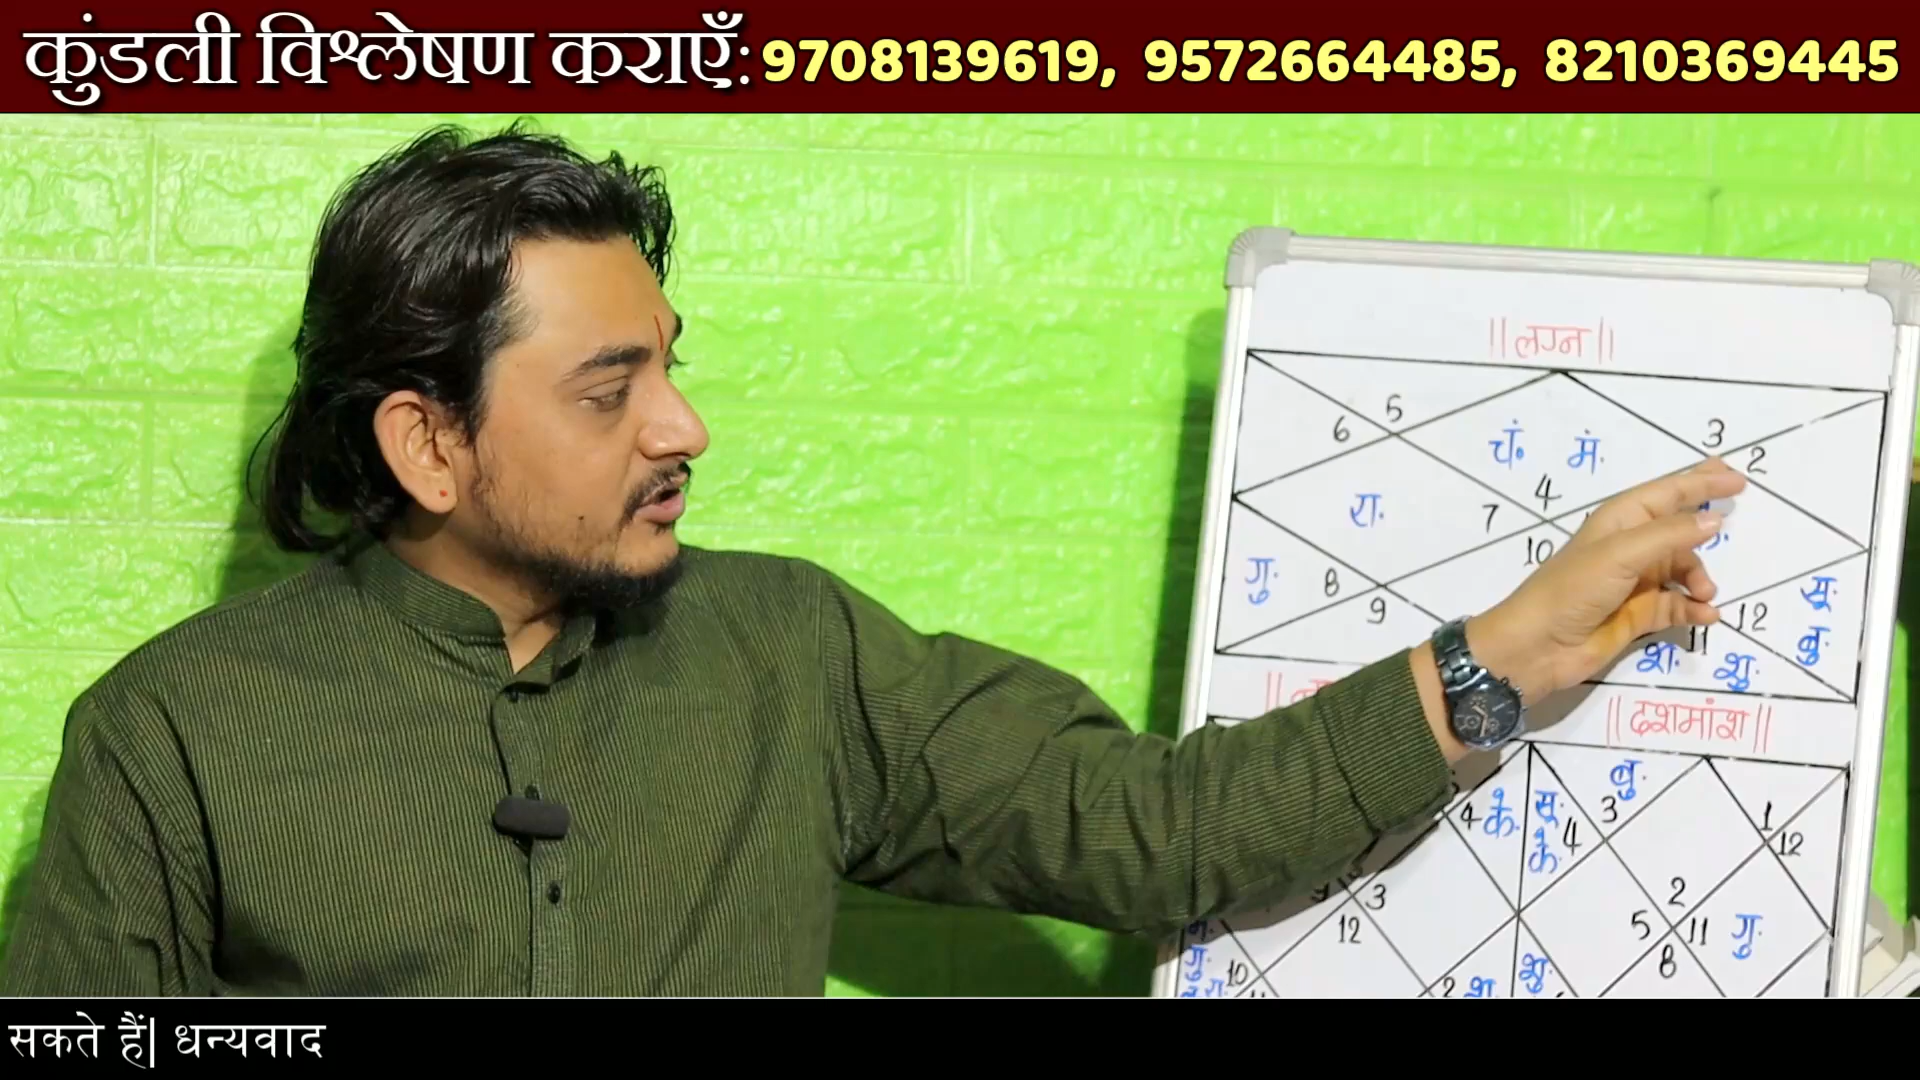 कुंडली विश्लेषण कराएँ: 9708139619, 9572664485, 8210369445
||लग्न||
5
6
चं. मं.
3
2
4
रा.
7
10
गु.
8
9
सू.
12
बु.
11
श. शु.
||दशमांश||
बु.
4 के.
सू.
के.
4
3
1
12
3
12
2
5
11
गु.
8
गु.
10
2
श.
शु.
सकते हैं| धन्यवाद